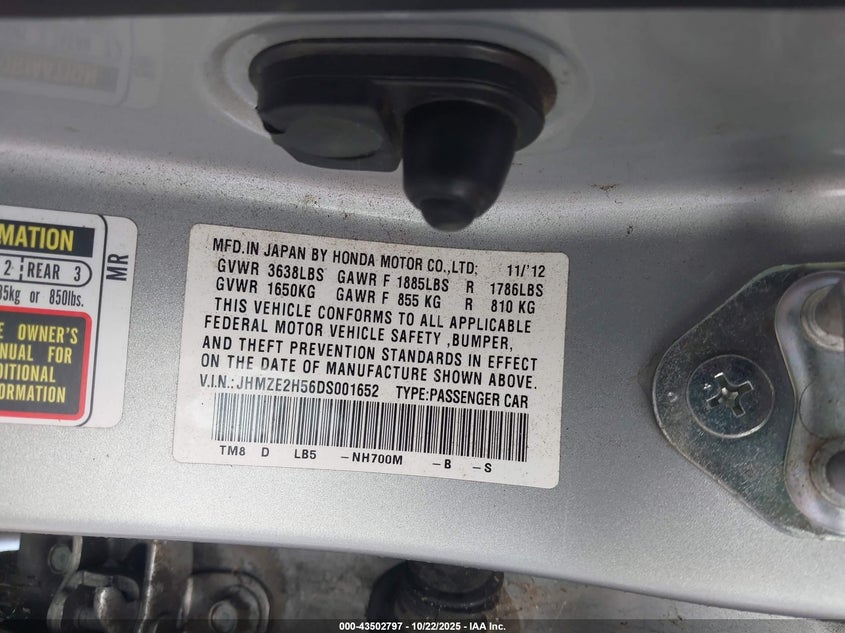 MATION
2 REAR 3
35kg or 850lbs.
E OWNER'S
NUAL FOR
DITIONAL
ORMATION
MR
MFD.IN JAPAN BY HONDA MOTOR CO.,LTD; 11/'12
GVWR 3638LBS GAWR F 1885LBS R 1786LBS
GVWR 1650KG GAWR F 855 KG R 810 KG
THIS VEHICLE CONFORMS TO ALL APPLICABLE
FEDERAL MOTOR VEHICLE SAFETY ,BUMPER,
AND THEFT PREVENTION STANDARDS IN EFFECT
ON THE DATE OF MANUFACTURE SHOWN ABOVE.
V.I.N.:JHMZE2H56DS001652 TYPE:PASSENGER CAR
TM8 D LB5 -NH700M -B -S
000-43502797 - 10/22/2025 - IAA Inc.